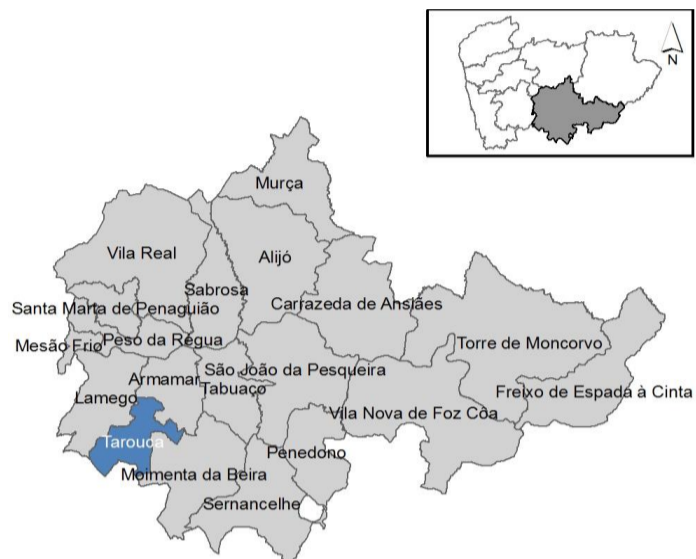 N
Murça
Vila Real
Alijó
Sabrosa
Carrazeda de Ansiães
Santa Marta de Penaguião
Mesão Frio
Peso da Régua
Torre de Moncorvo
São João da Pesqueira
Armamar
Tabuaço
Freixo de Espada à Cinta
Lamego
Vila Nova de Foz Côa
Tarouca
Penedono
Moimenta da Beira
Sernancelhe